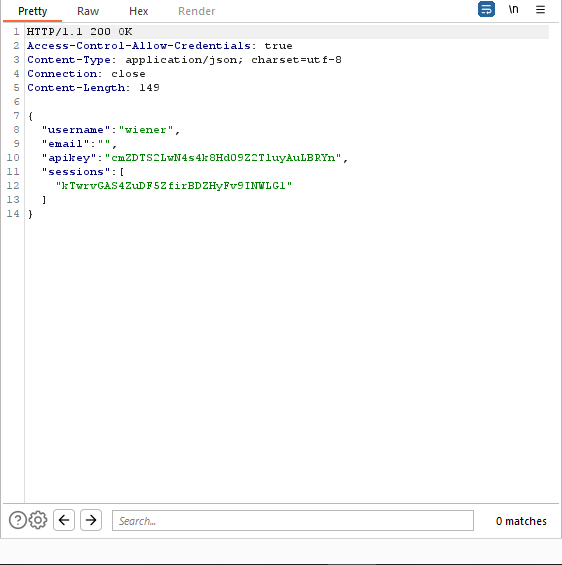 Pretty Raw Hex Render \n
1 HTTP/1.1 200 OK
2 Access-Control-Allow-Credentials: true
3 Content-Type: application/json; charset=utf-8
4 Connection: close
5 Content-Length: 149
6
7 {
8 "username":"wiener",
9 "email":"",
10 "apikey":"cmZDTS2LwN4s4k8HdO9Z2TluyAuLBRYn",
11 "sessions":[
12 "kTwrvGAS4ZuDF5ZfirBDZHyFv9INWLGl"
13 ]
14 }
Search... 0 matches